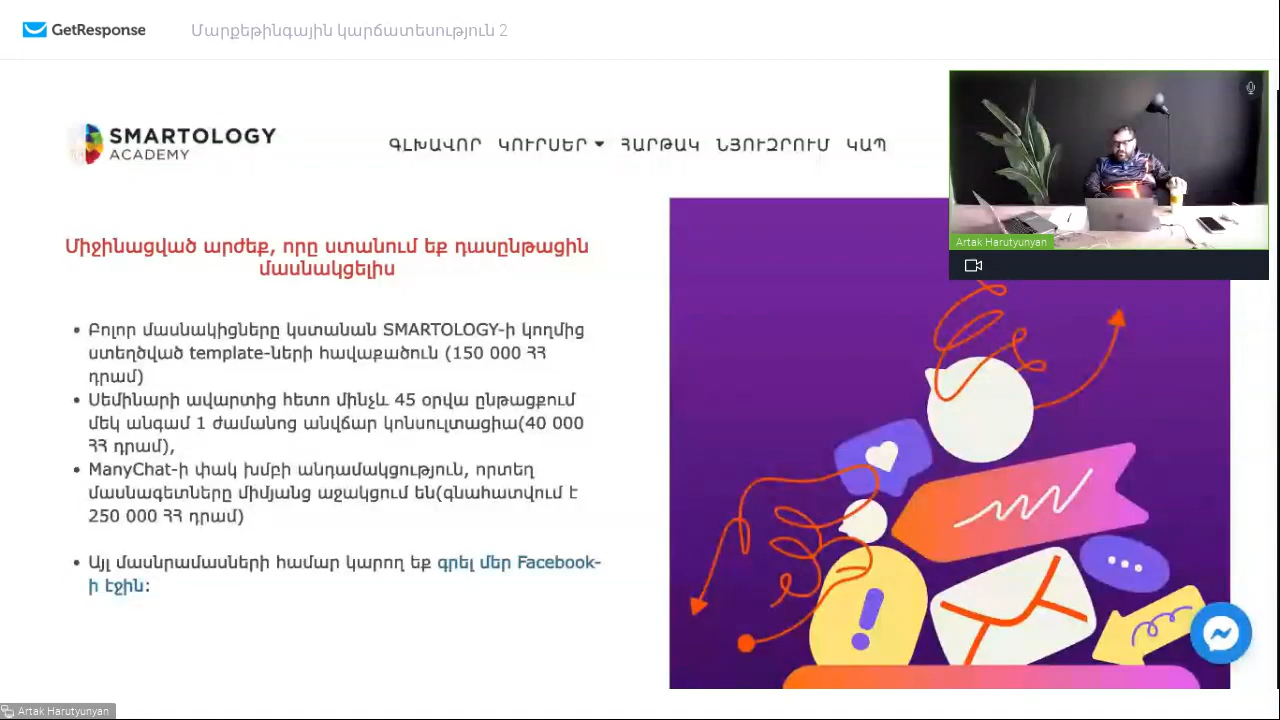 GetResponse
Մարքեթինգային կարճատեսություն 2
SMARTOLOGY
ACADEMY
ԳԼԽԱՎՈՐ ԿՈՒՐՍԵՐ ՀԱՐԹԱԿ ՆՅՈՒԶՐՈՒՄ ԿԱՊ
Միջինացված արժեք, որը ստանում եք դասընթացին
մասնակցելիս
• Բոլոր մասնակիցները կստանան SMARTOLOGY-ի կողմից
ստեղծված template-ների հավաքածուն (150 000 ՀՀ
դրամ)
• Սեմինարի ավարտից հետո մինչև 45 օրվա ընթացքում
մեկ անգամ 1 ժամանոց անվճար կոնսուլտացիա(40 000
ՀՀ դրամ),
• ManyChat-ի փակ խմբի անդամակցություն, որտեղ
մասնագետները միմյանց աջակցում են(գնահատվում է
250 000 ՀՀ դրամ)
• Այլ մասնրամասների համար կարող եք գրել մեր Facebook-
ի էջին:
Artak Harutyunyan
Artak Harutyunyan